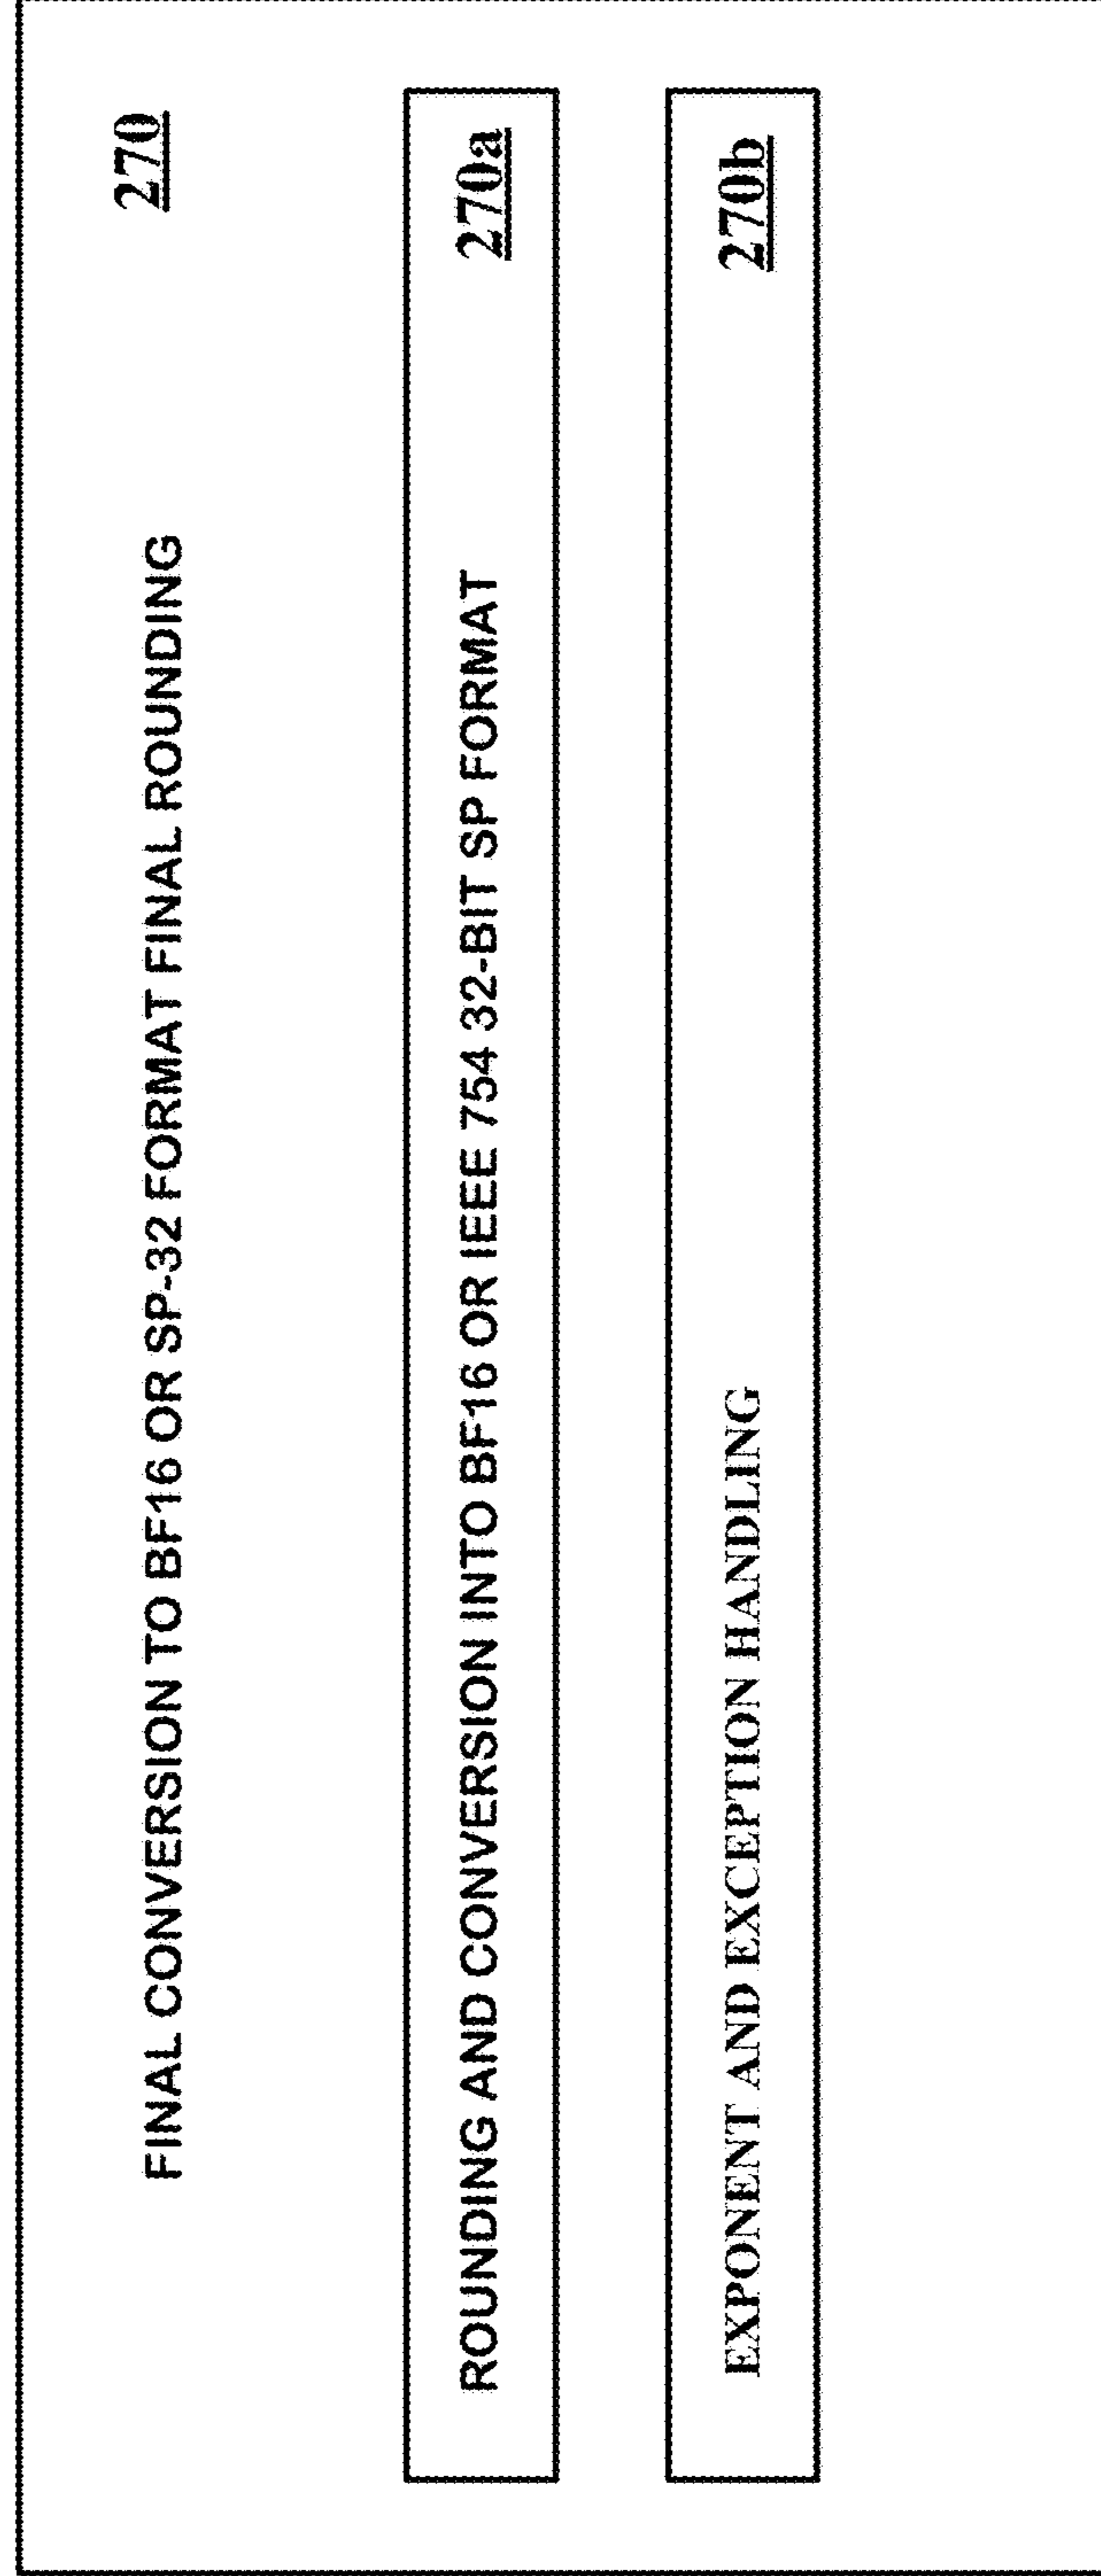 FINAL CONVERSION TO BF16 OR SP-32 FORMAT FINAL ROUNDING 270
ROUNDING AND CONVERSION INTO BF16 OR IEEE 754 32-BIT SP FORMAT 270a
EXPONENT AND EXCEPTION HANDLING 270b